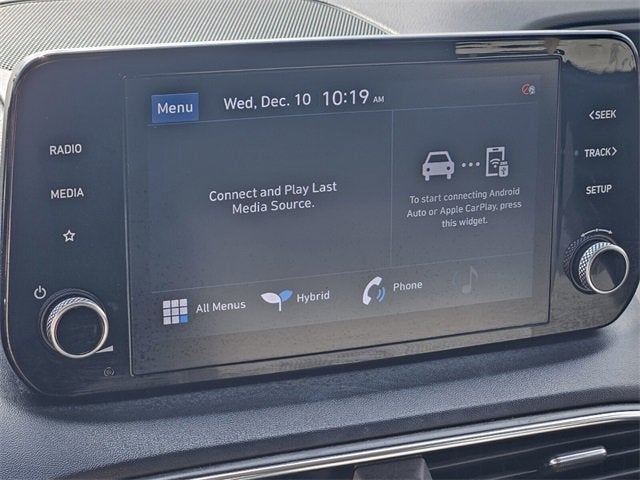 Menu
Wed, Dec. 10 10:19 AM
RADIO
MEDIA
<SEEK
TRACK>
SETUP
Connect and Play Last
Media Source.
To start connecting Android
Auto or Apple CarPlay, press
this widget.
All Menus
Hybrid
Phone